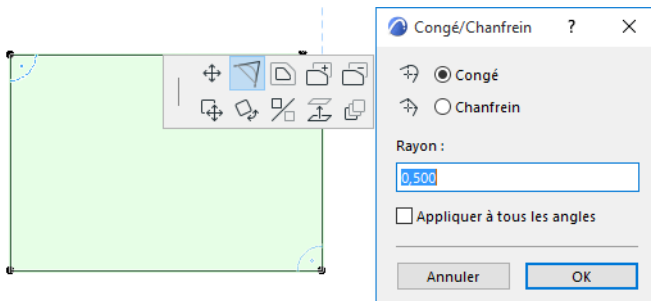 Congé/Chanfrein
?
Congé
Chanfrein
Rayon :
0,500
Appliquer à tous les angles
Annuler
OK